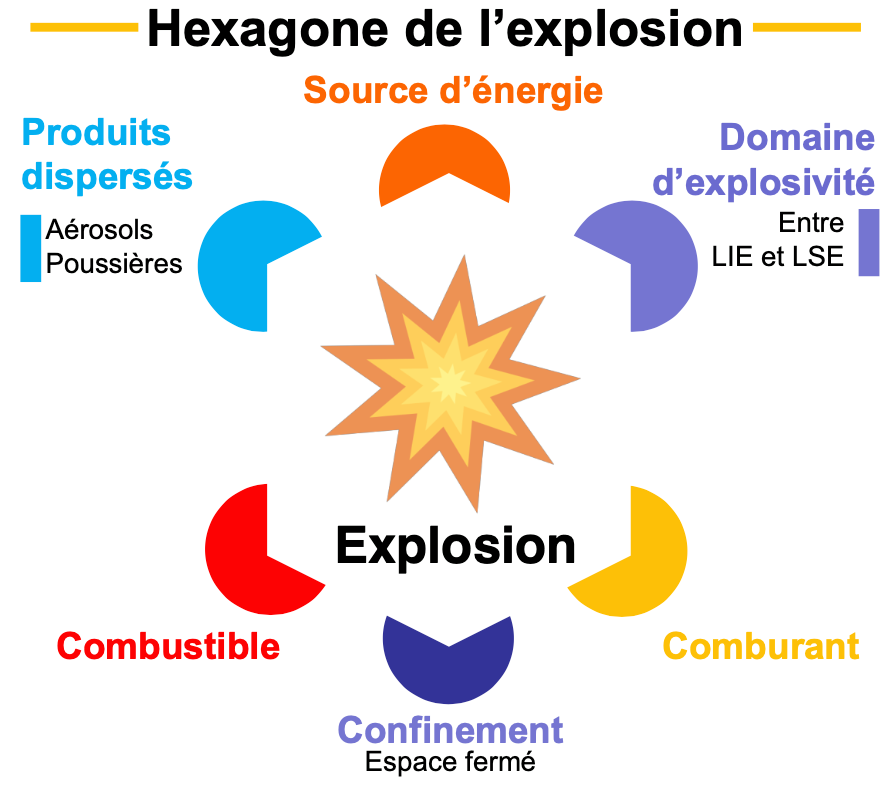 Hexagone de l’explosion
Source d’énergie
Produits
dispersés
Aérosols
Poussières
Domaine
d’explosivité
Entre
LIE et LSE
Explosion
Combustible
Comburant
Confinement
Espace fermé